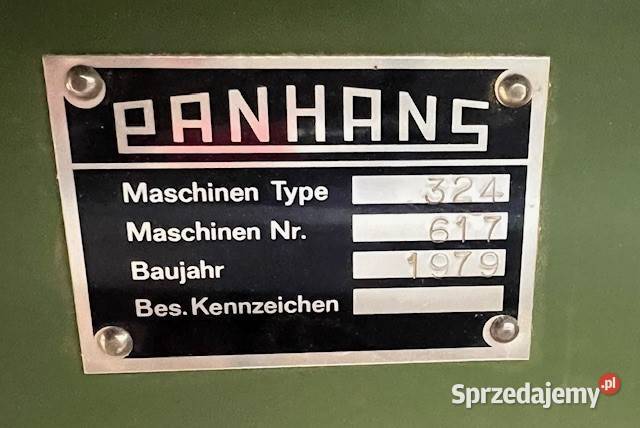 PANHANS
Maschinen Type 324
Maschinen Nr. 617
Baujahr 1979
Bes. Kennzeichen
Sprzedajemy.pl